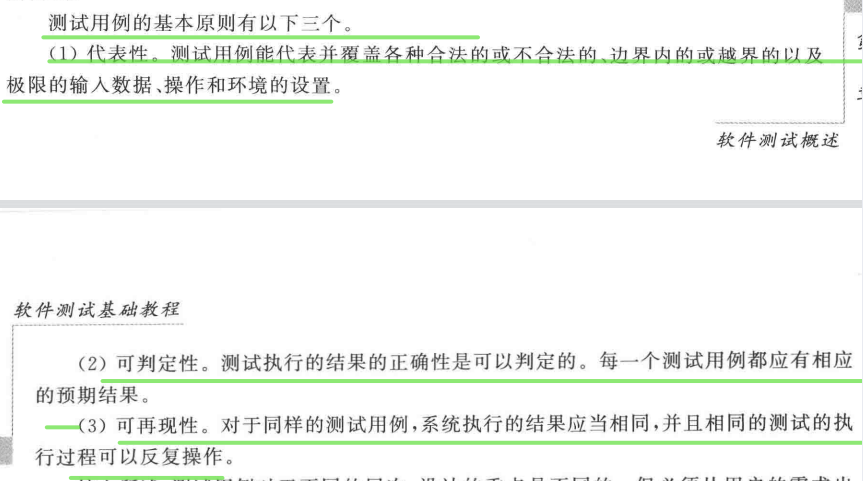 测试用例的基本原则有以下三个。
(1) 代表性。测试用例能代表并覆盖各种合法的或不合法的、边界内的或越界的以及
极限的输入数据、操作和环境的设置。
软件测试概述
软件测试基础教程
(2) 可判定性。测试执行的结果的正确性是可以判定的。每一个测试用例都应有相应
的预期结果。
(3) 可再现性。对于同样的测试用例,系统执行的结果应当相同,并且相同的测试的执
行过程可以反复操作。